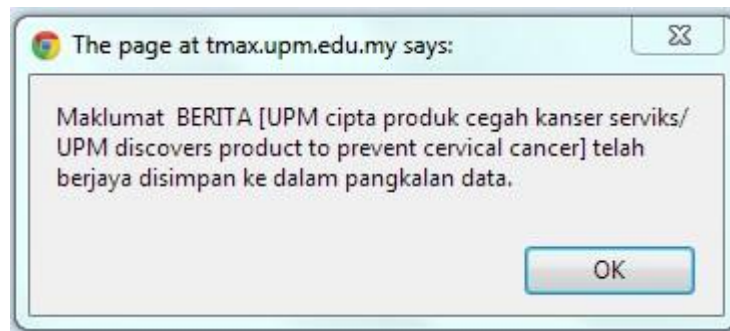 The page at tmax.upm.edu.my says:
Maklumat BERITA [UPM cipta produk cegah kanser serviks/
UPM discovers product to prevent cervical cancer] telah
berjaya disimpan ke dalam pangkalan data.
OK